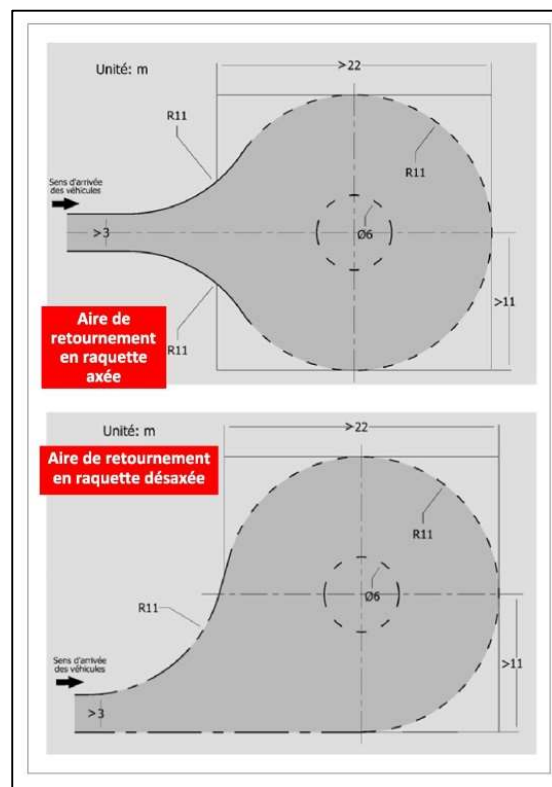 Unité: m
>22
R11
R11
Sens d'arrivée
des véhicules
>3
Ø6
>11
R11
Aire de
retournement
en raquette
axée
Unité: m
>22
Aire de retournement
en raquette désaxée
R11
R11
Ø6
Sens d'arrivée
des véhicules
>11
>3